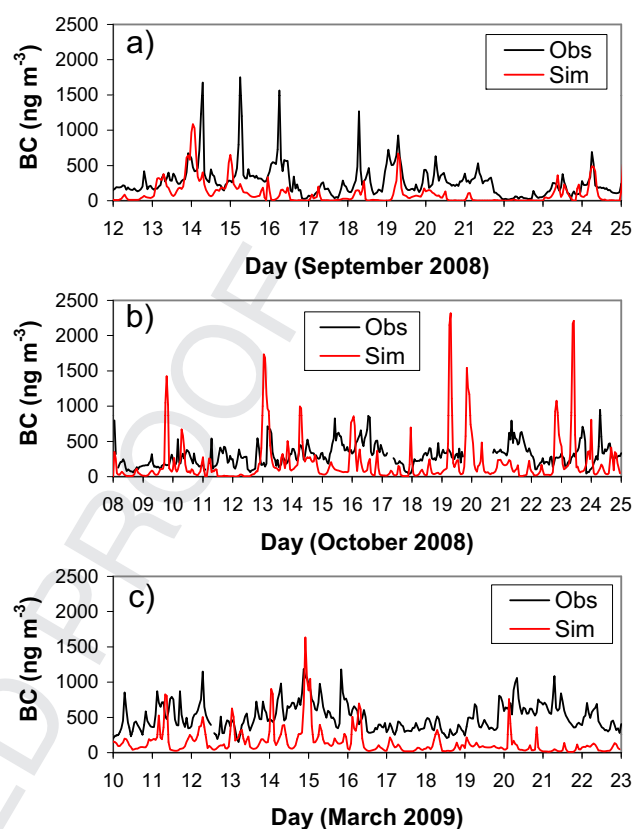 a)
Obs
Sim
BC (ng m-3)
2500
2000
1500
1000
500
0
12 13 14 15 16 17 18 19 20 21 22 23 24 25
Day (September 2008)
b)
Obs
Sim
BC (ng m-3)
2500
2000
1500
1000
500
0
08 09 10 11 12 13 14 15 16 17 18 19 20 21 22 23 24 25
Day (October 2008)
c)
Obs
Sim
BC (ng m-3)
2500
2000
1500
1000
500
0
10 11 12 13 14 15 16 17 18 19 20 21 22 23
Day (March 2009)
ED PROOF